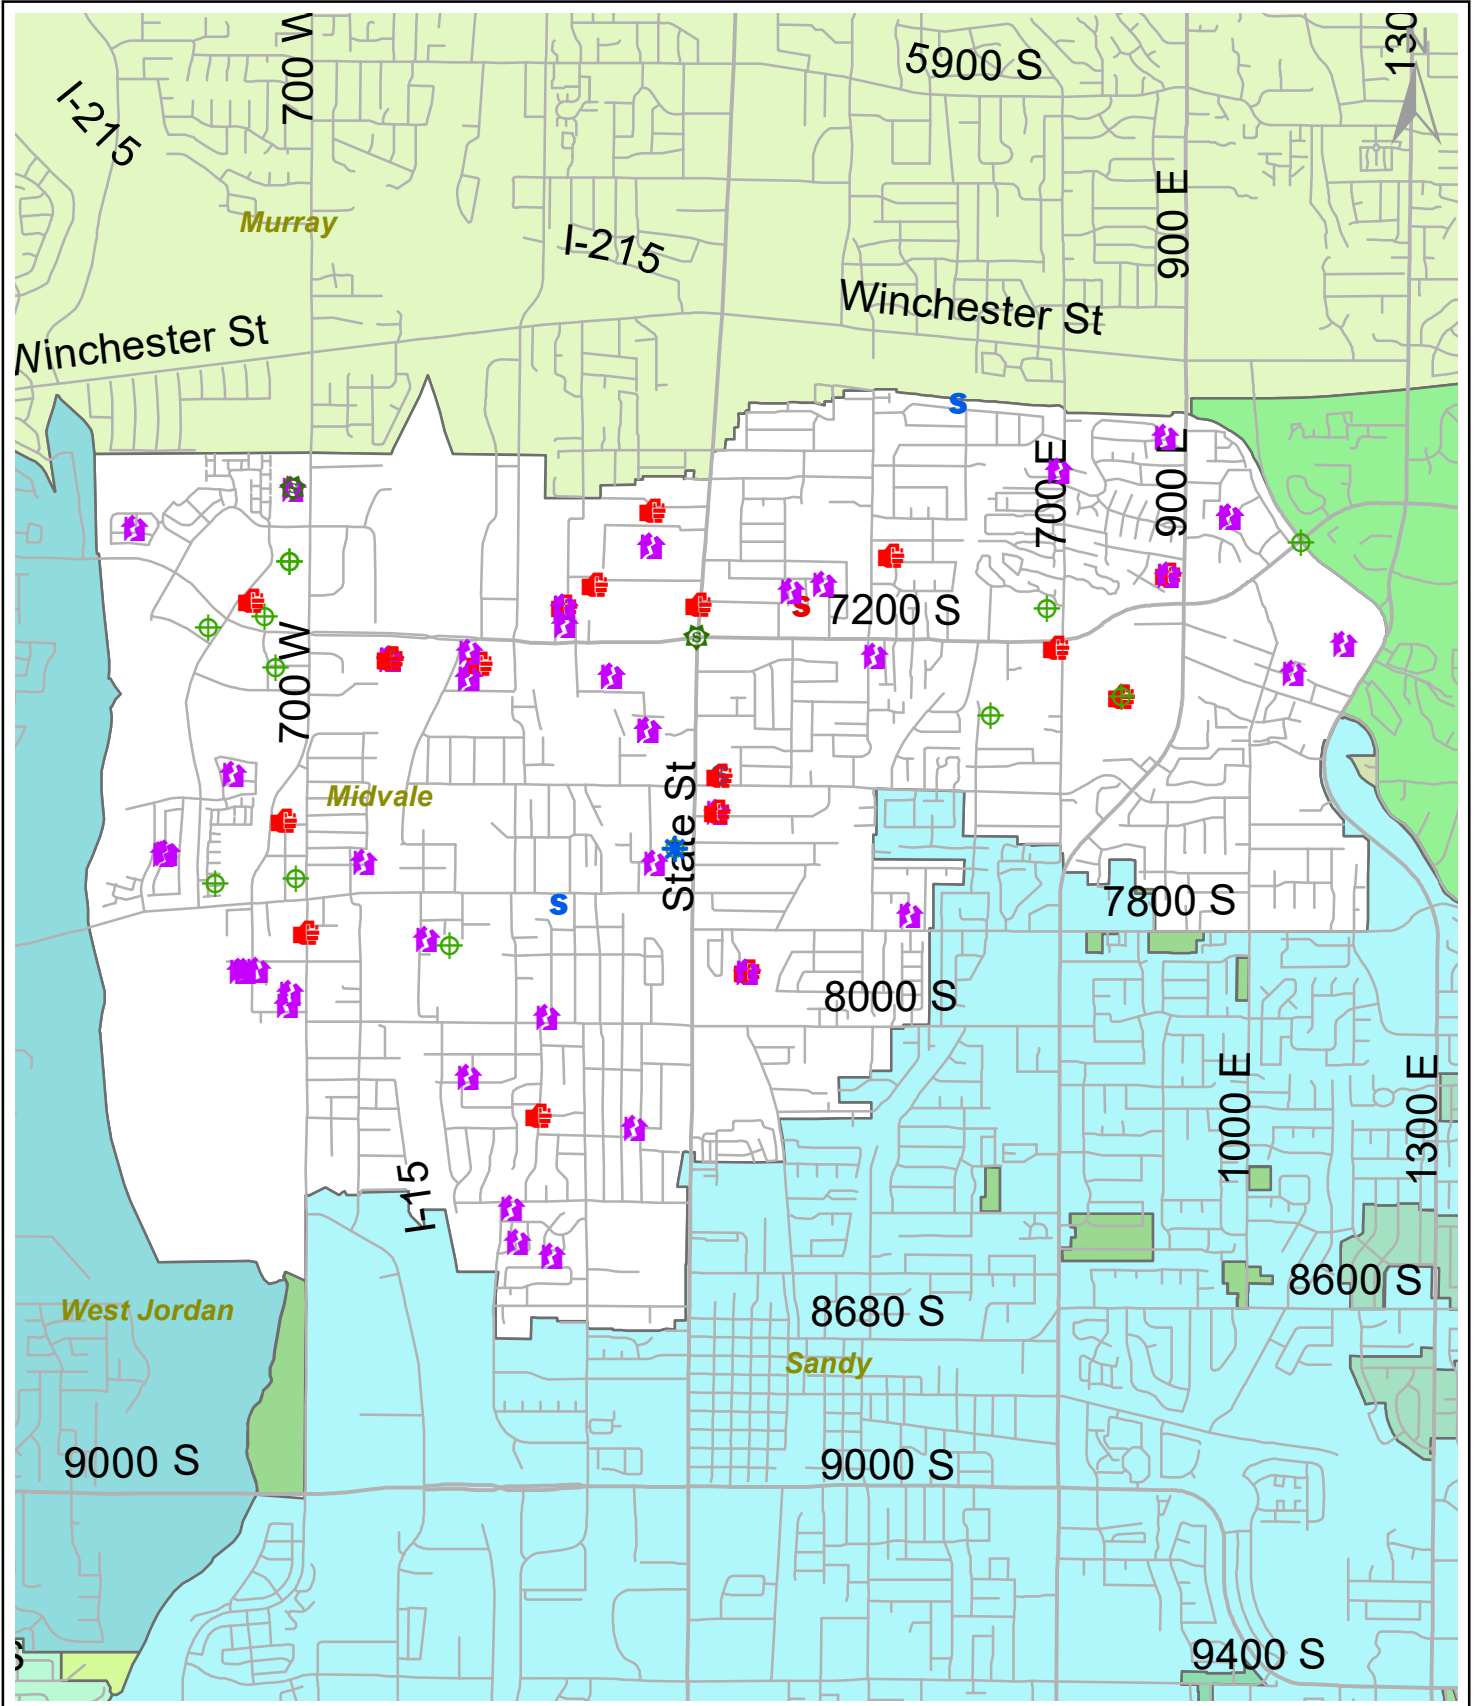 130
700 W
5900 S
I-215
900 E
Murray
I-215
Winchester St
Winchester St
S
700 E
900 E
S
7200 S
S
700 W
Midvale
State St
7800 S
S
8000 S
1000 E
1300 E
I-15
8600 S
West Jordan
8680 S
Sandy
9000 S
9000 S
9400 S